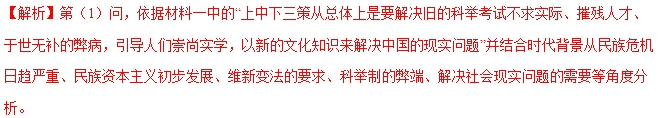 【解析】第（1）问，依据材料一中的“上中下三策从总体上是要解决旧的科举考试不求实际、摧残人才、
于世无补的弊病，引导人们崇尚实学，以新的文化知识来解决中国的现实问题”并结合时代背景从民族危机
日趋严重、民族资本主义初步发展、维新变法的要求、科举制的弊端、解决社会现实问题的需要等角度分
析。